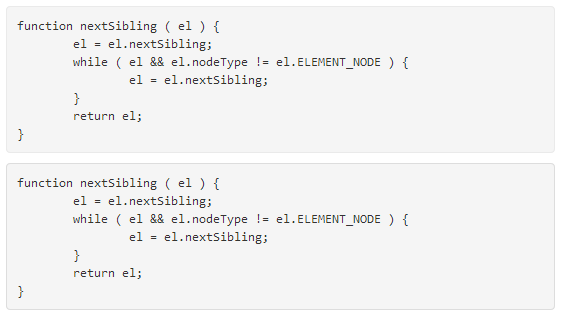 function nextSibling ( el ) {
        el = el.nextSibling;
        while ( el && el.nodeType != el.ELEMENT_NODE ) {
                el = el.nextSibling;
        }
        return el;
}
function nextSibling ( el ) {
        el = el.nextSibling;
        while ( el && el.nodeType != el.ELEMENT_NODE ) {
                el = el.nextSibling;
        }
        return el;
}